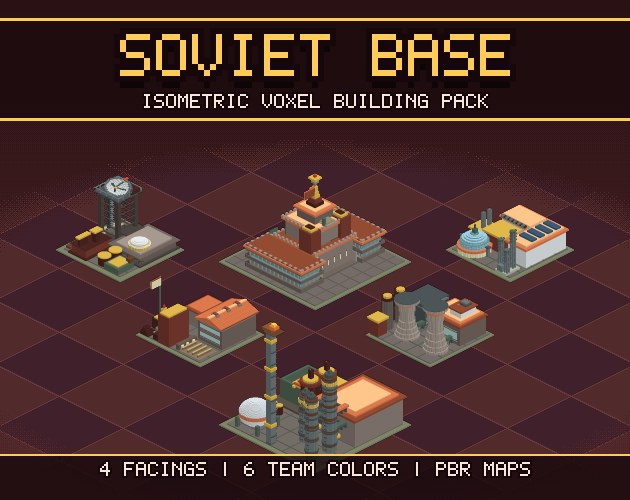 SOVIET BASE
ISOMETRIC VOXEL BUILDING PACK
4 FACINGS | 6 TEAM COLORS | PBR MAPS